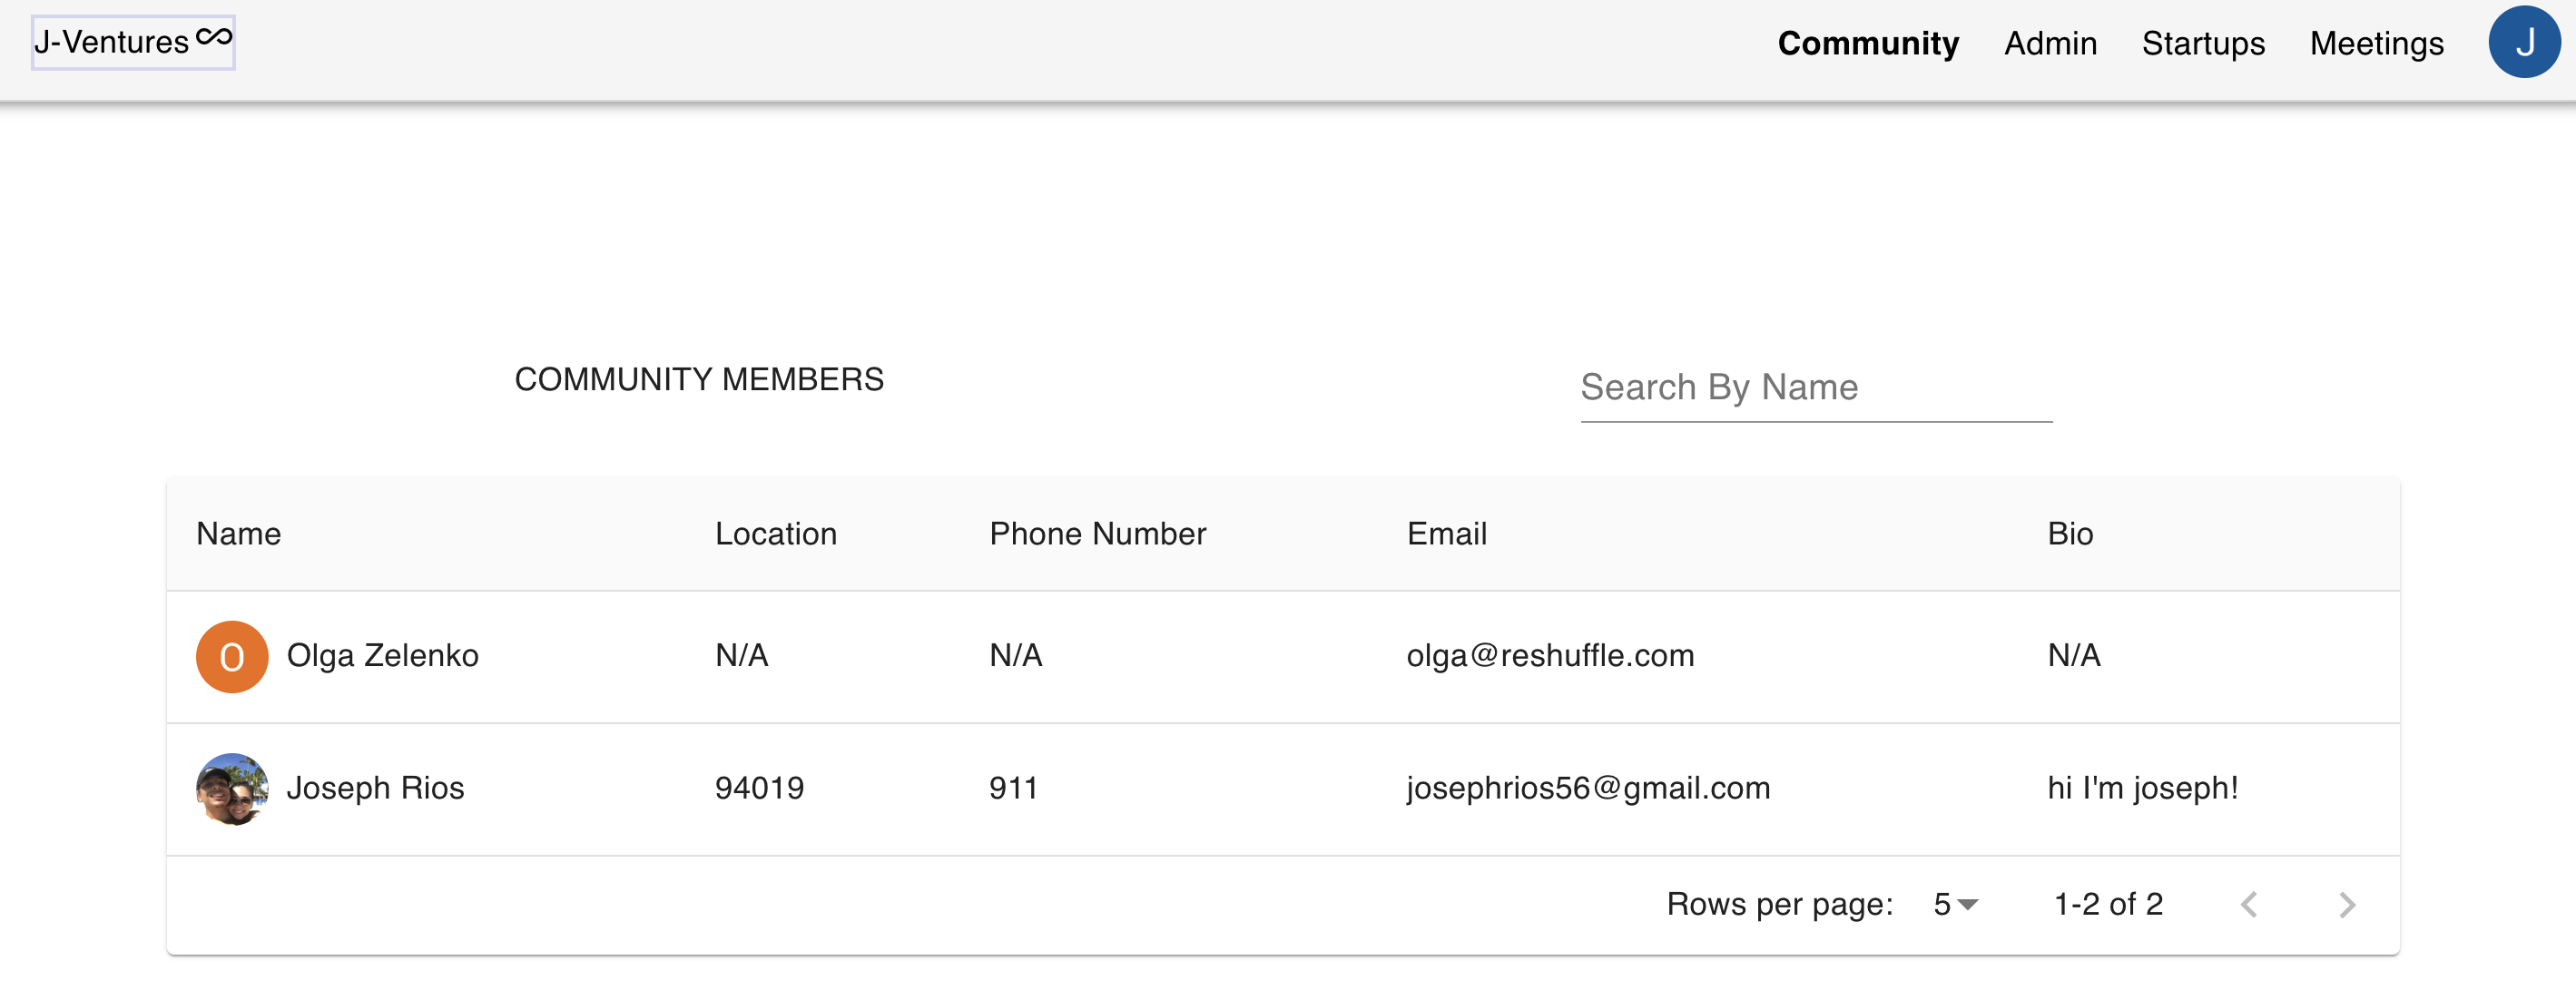 J-Ventures ∞ Community Admin Startups Meetings J
COMMUNITY MEMBERS Search By Name
Name Location Phone Number Email Bio
O Olga Zelenko N/A N/A olga@reshuffle.com N/A
Joseph Rios 94019 911 josephrios56@gmail.com hi I'm joseph!
Rows per page: 5 1-2 of 2